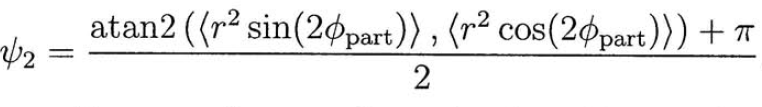 ψ₂ = (atan2 (⟨r² sin(2ϕ_part)⟩ , ⟨r² cos(2ϕ_part)⟩) + π) / 2